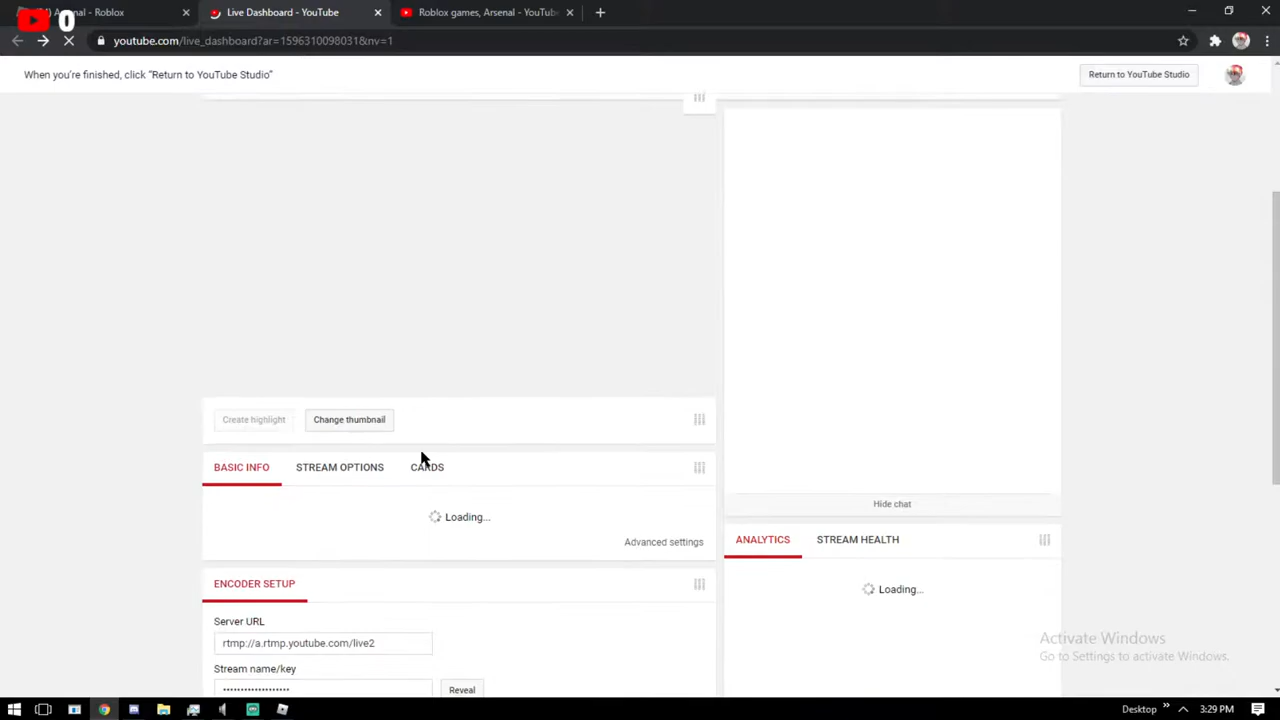 0
Arsenal - Roblox
Live Dashboard - YouTube
Roblox games, Arsenal - YouTube
youtube.com/live_dashboard?ar=1596310098031&nv=1
When you're finished, click "Return to YouTube Studio"
Return to YouTube Studio
Create highlight
Change thumbnail
BASIC INFO
STREAM OPTIONS
CARDS
Loading...
Advanced settings
Hide chat
ANALYTICS
STREAM HEALTH
Loading...
ENCODER SETUP
Server URL
rtmp://a.rtmp.youtube.com/live2
Stream name/key
•••••••••••••••••••
Reveal
Activate Windows
Go to Settings to activate Windows.
Desktop
3:29 PM